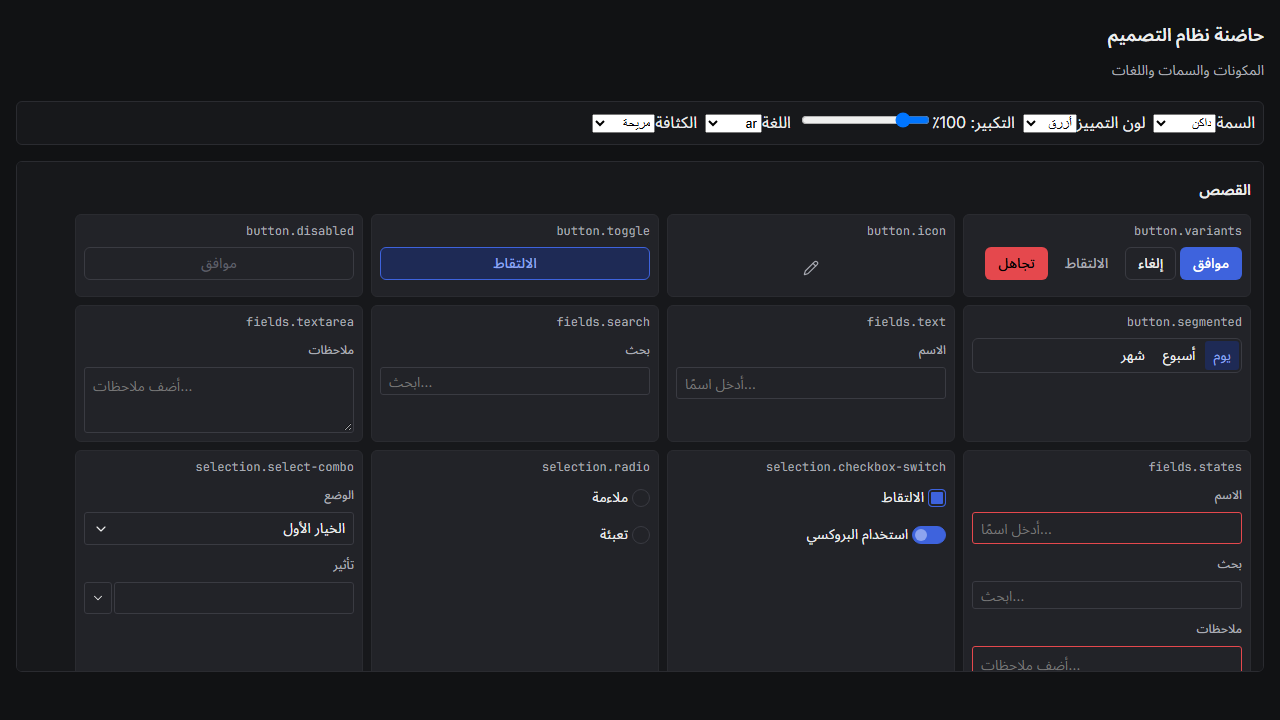 حاضنة نظام التصميم
المكونات والسمات واللغات
السمة داكن لون التمييز أزرق التكبير: 100٪ اللغة ar الكثافة مريحة
القصص
button.variants
موافق إلغاء الالتقاط تجاهل
button.icon
button.toggle
الالتقاط
button.disabled
موافق
button.segmented
يوم أسبوع شهر
fields.text
الاسم
أدخل اسمًا...
fields.search
بحث
ابحث...
fields.textarea
ملاحظات
أضف ملاحظات...
fields.states
الاسم
أدخل اسمًا...
بحث
ابحث...
ملاحظات
أضف ملاحظات...
selection.checkbox-switch
الالتقاط
استخدام البروكسي
selection.radio
ملاءمة
تعبئة
selection.select-combo
الوضع
الخيار الأول
تأثير